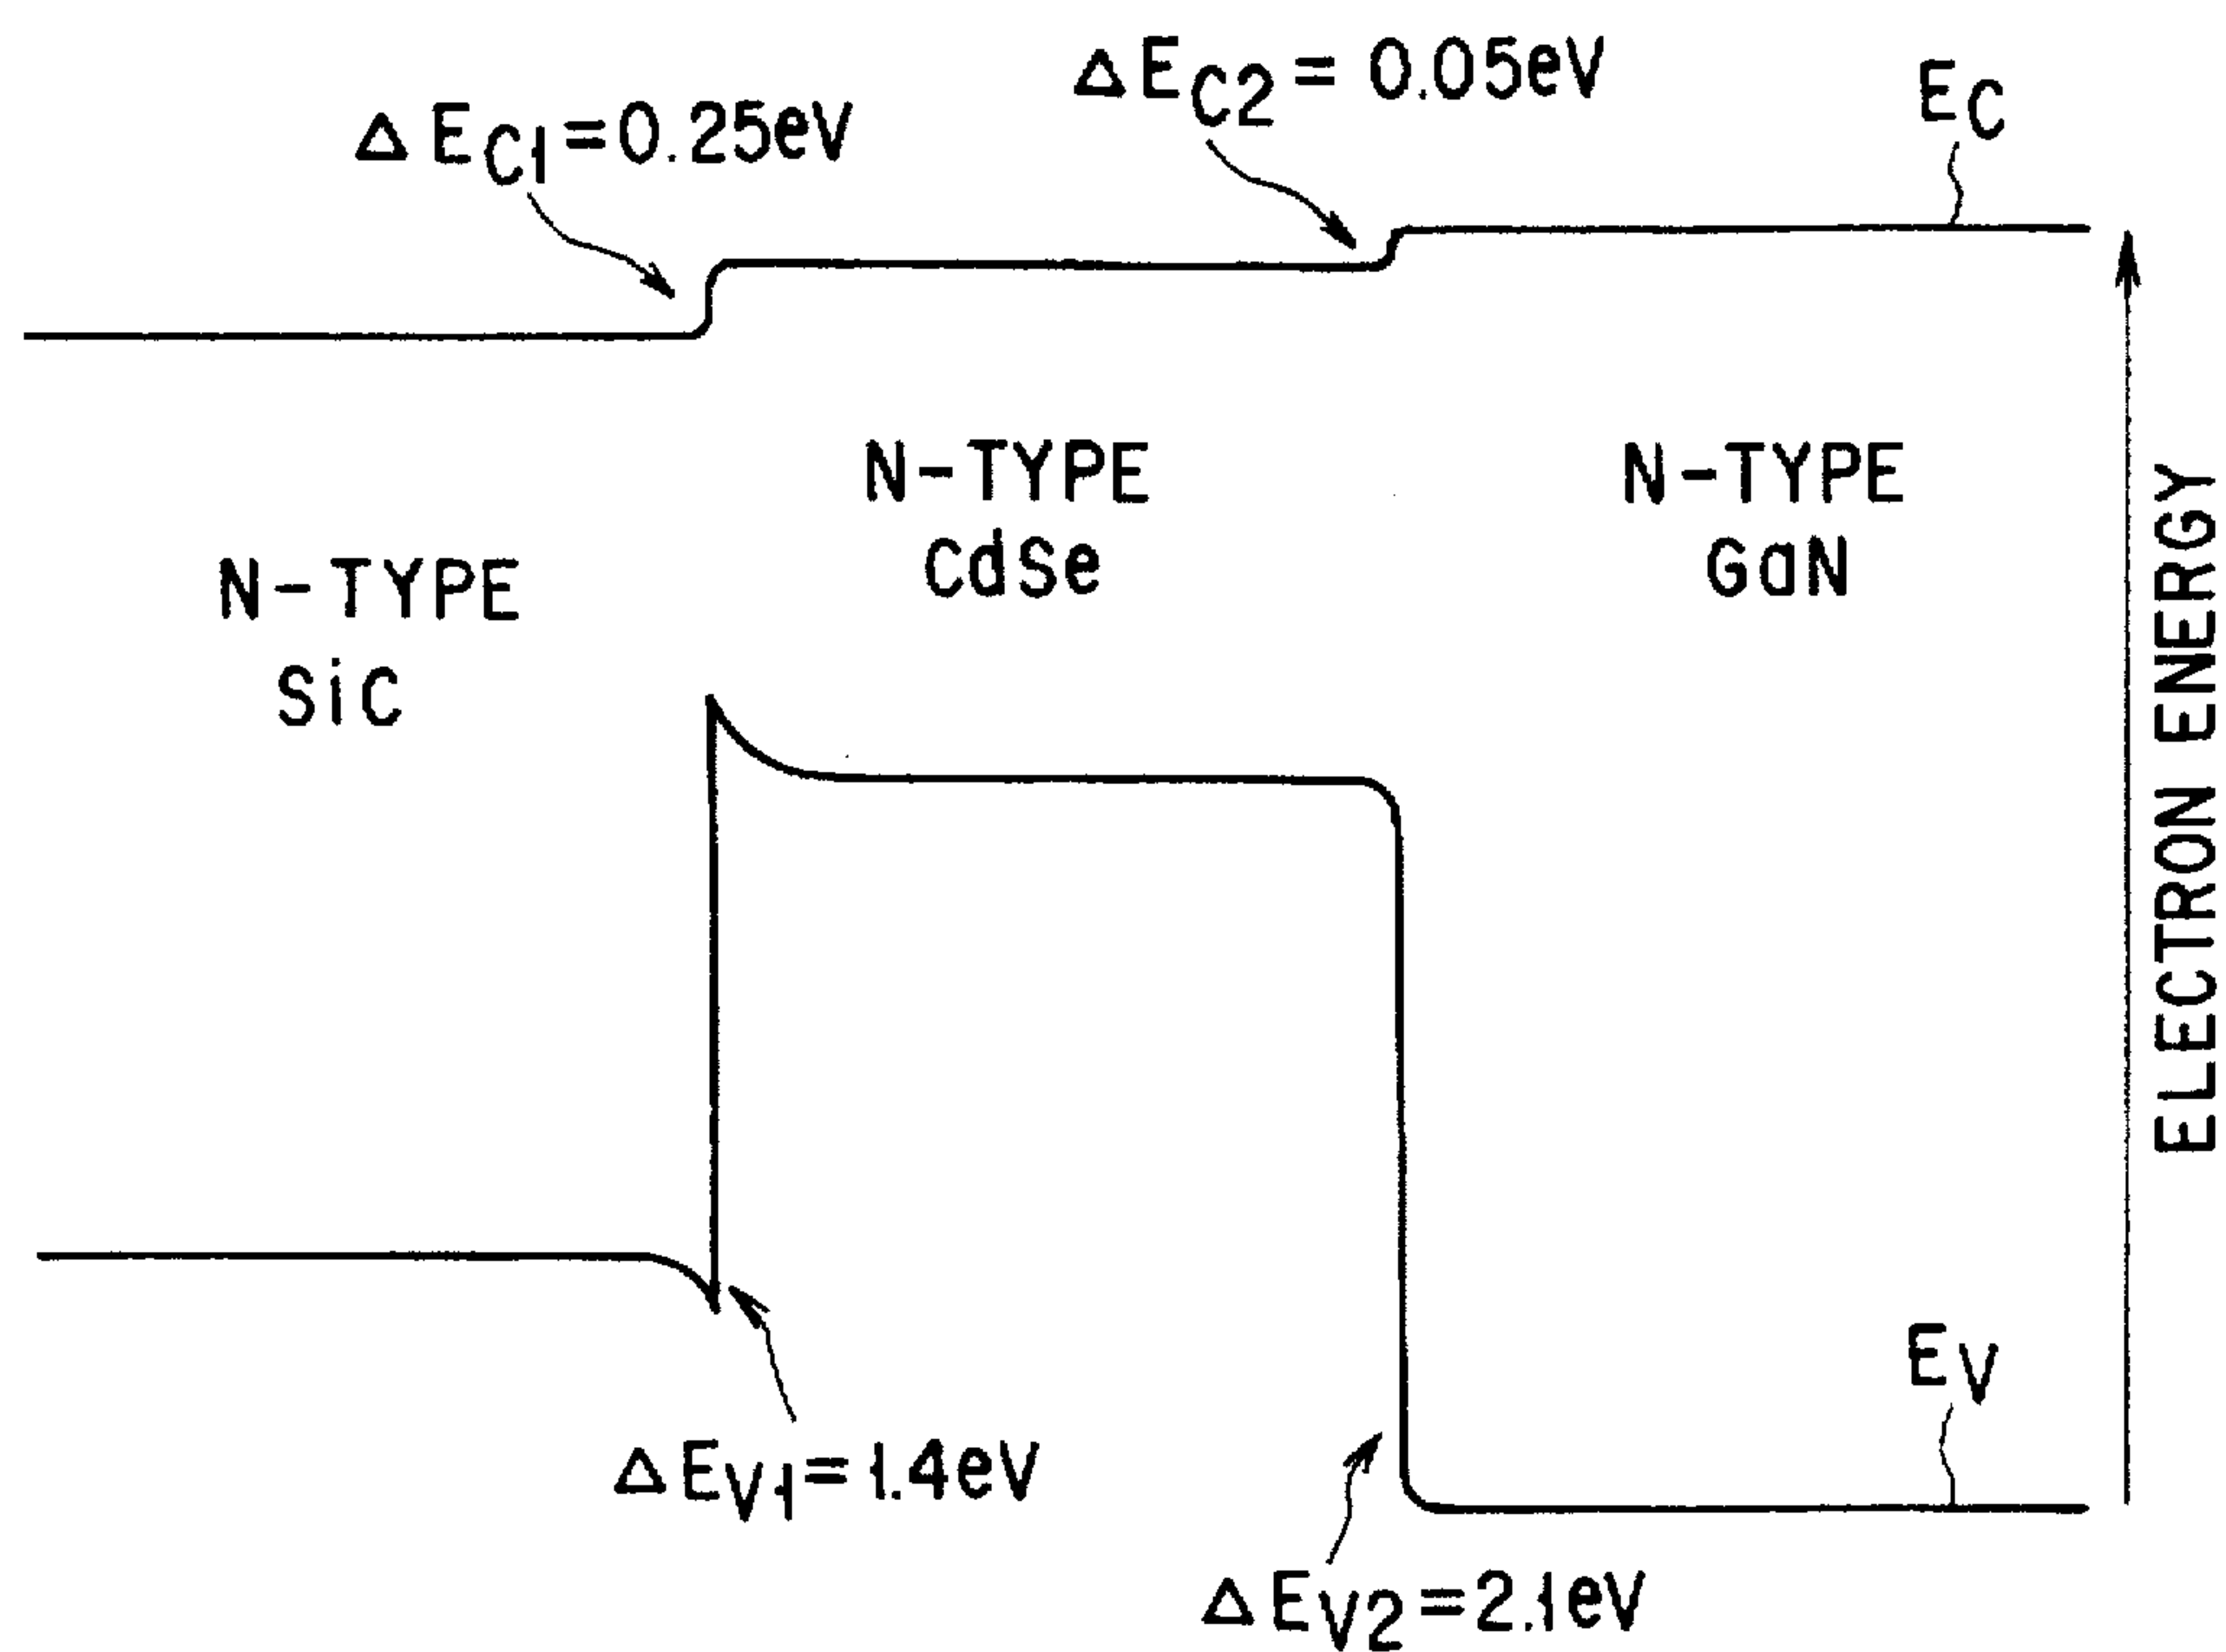 ΔEC2 = 0.05eV
EC
ΔEC1=0.25eV
N-TYPE
CdSe
N-TYPE
GaN
N-TYPE
SiC
ELECTRON ENERGY
EV
ΔEV1=1.4eV
ΔEV2=2.1eV